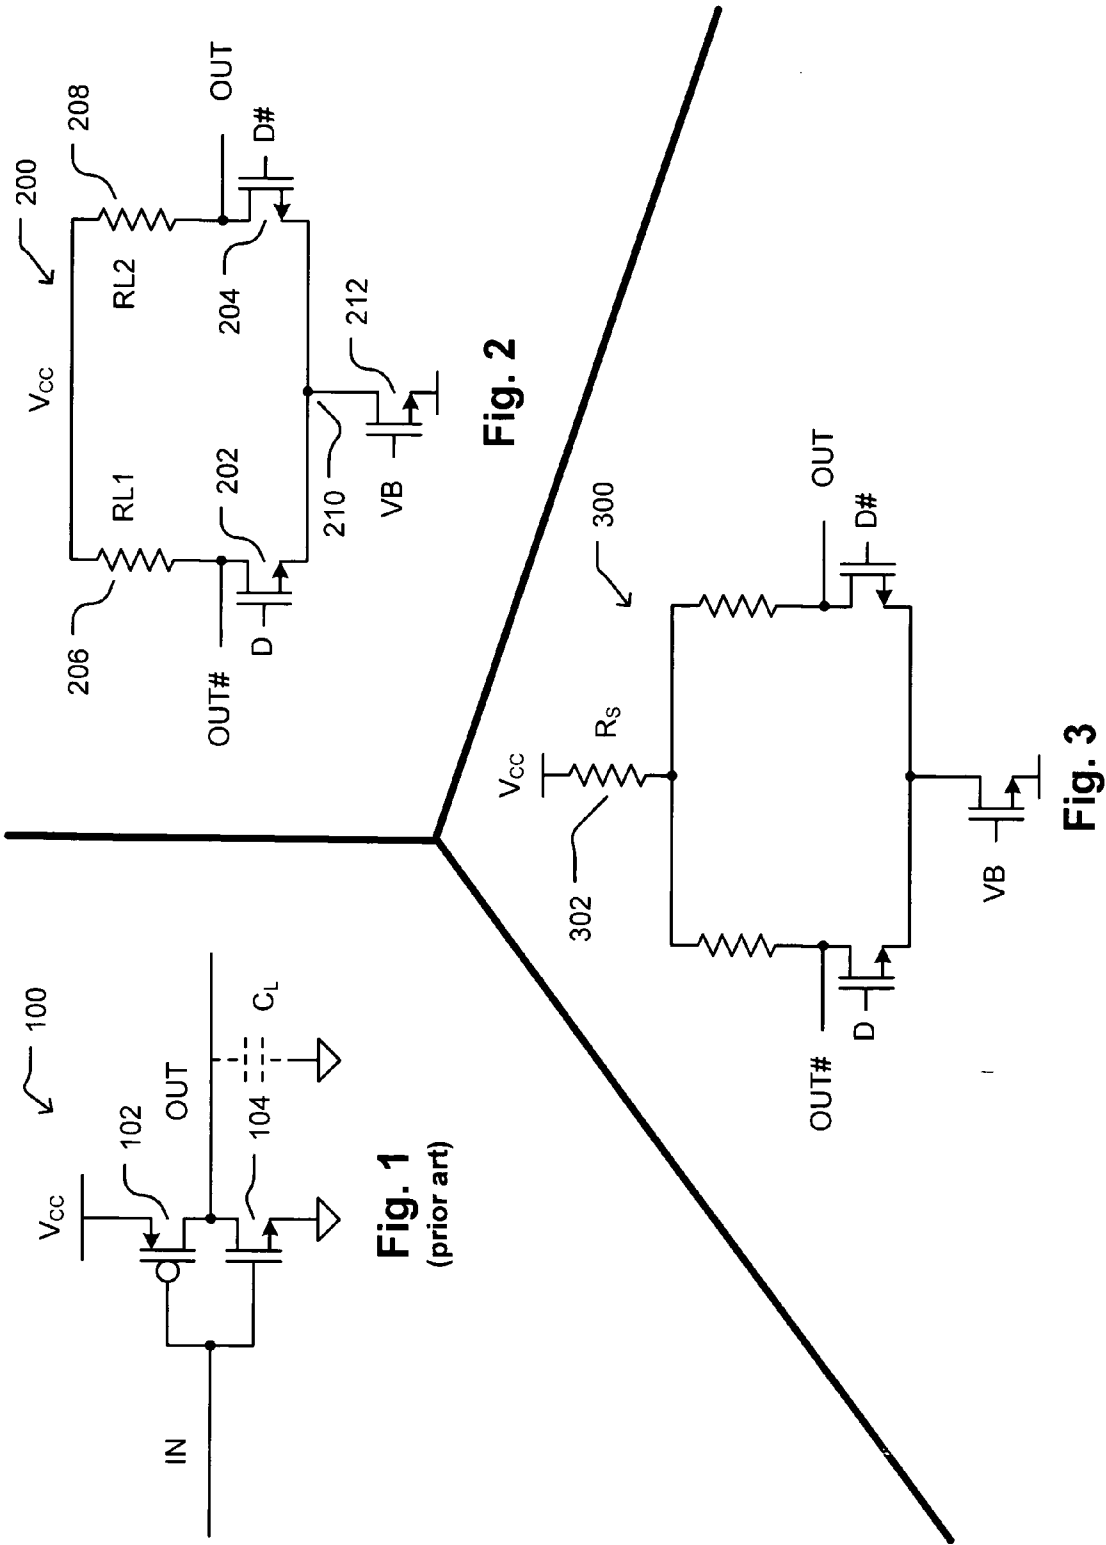 100
VCC
102
OUT
IN
104
CL
Fig. 1
(prior art)
200
VCC
208
206
RL1
RL2
OUT
202
204
OUT#
D
D#
210
212
VB
Fig. 2
300
VCC
302
RS
OUT#
OUT
D
D#
VB
Fig. 3